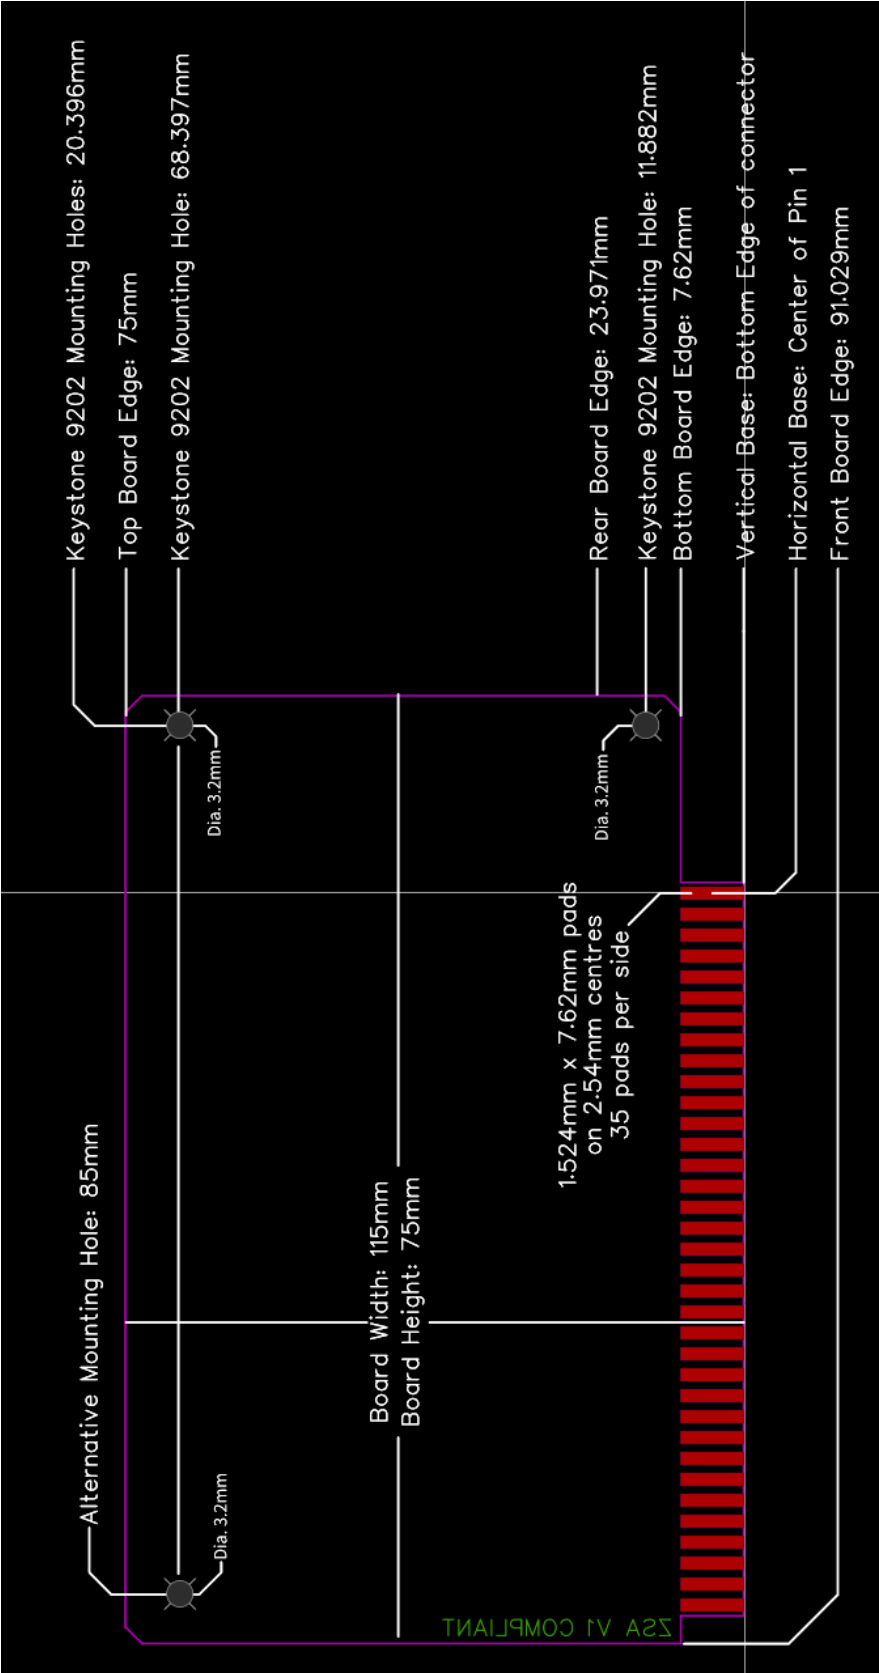 Keystone 9202 Mounting Holes: 20.396mm
Top Board Edge: 75mm
Keystone 9202 Mounting Hole: 68.397mm
Rear Board Edge: 23.971mm
Keystone 9202 Mounting Hole: 11.882mm
Bottom Board Edge: 7.62mm
Vertical Base: Bottom Edge of connector
Horizontal Base: Center of Pin 1
Front Board Edge: 91.029mm
Dia. 3.2mm
Dia. 3.2mm
1.524mm x 7.62mm pads
on 2.54mm centres
35 pads per side
Alternative Mounting Hole: 85mm
Board Width: 115mm
Board Height: 75mm
Dia. 3.2mm
ZSA V1 COMPLIANT